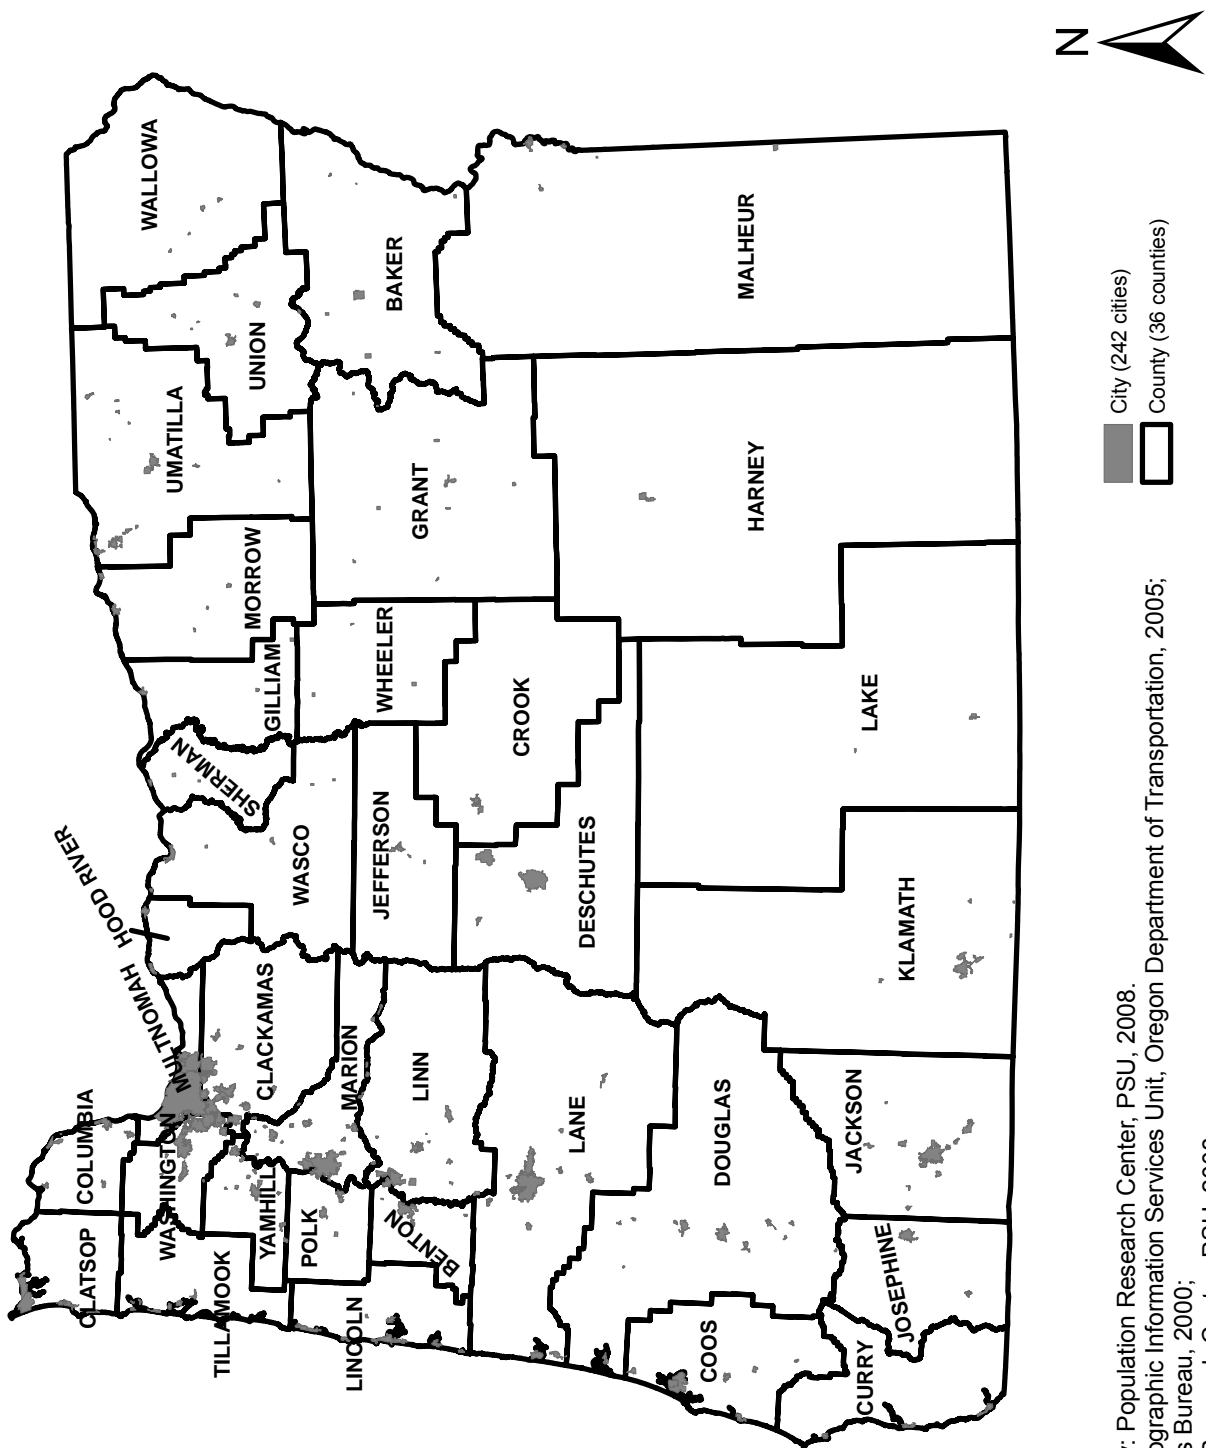 N
WALLOWA
UMATILLA
UNION
BAKER
MALHEUR
MORROW
GRANT
HARNEY
GILLIAM
WHEELER
SHERMAN
CROOK
LAKE
HOOD RIVER
WASCO
JEFFERSON
DESCHUTES
KLAMATH
MULTNOMAH
CLACKAMAS
MARION
LINN
LANE
DOUGLAS
JACKSON
COLUMBIA
WASHINGTON
YAMHILL
POLK
BENTON
CLATSOP
TILLAMOOK
LINCOLN
COOS
CURRY
JOSEPHINE
City (242 cities)
County (36 counties)
: Population Research Center, PSU, 2008.
ographic Information Services Unit, Oregon Department of Transportation, 2005;
s Bureau, 2000;